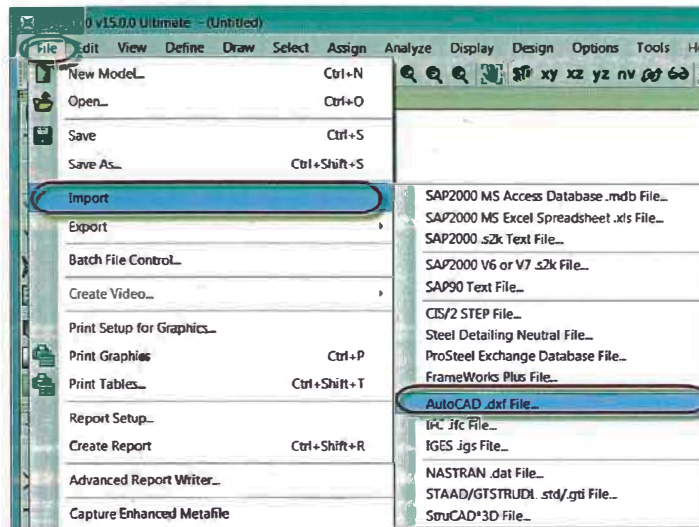 0 v15.0.0 Ultimate - (Untitled)
File Edit View Define Draw Select Assign Analyze Display Design Options Tools
New Model... Ctrl+N
xy xz yz nv
Open... Ctrl+O
Save Ctrl+S
Save As... Ctrl+Shift+S
Import
Export
Batch File Control...
Create Video...
Print Setup for Graphics...
Print Graphics Ctrl+P
Print Tables... Ctrl+Shift+T
Report Setup...
Create Report Ctrl+Shift+R
Advanced Report Writer...
Capture Enhanced Metafile
SAP2000 MS Access Database .mdb File...
SAP2000 MS Excel Spreadsheet .xls File...
SAP2000 .s2k Text File...
SAP2000 V6 or V7 .s2k File...
SAP90 Text File...
CIS/2 STEP File...
Steel Detailing Neutral File...
ProSteel Exchange Database File...
FrameWorks Plus File...
AutoCAD .dxf File...
IFC .ifc File...
IGES .igs File...
NASTRAN .dat File...
STAAD/GTSTRUDL .std/.gti File...
StruCAD*3D File...